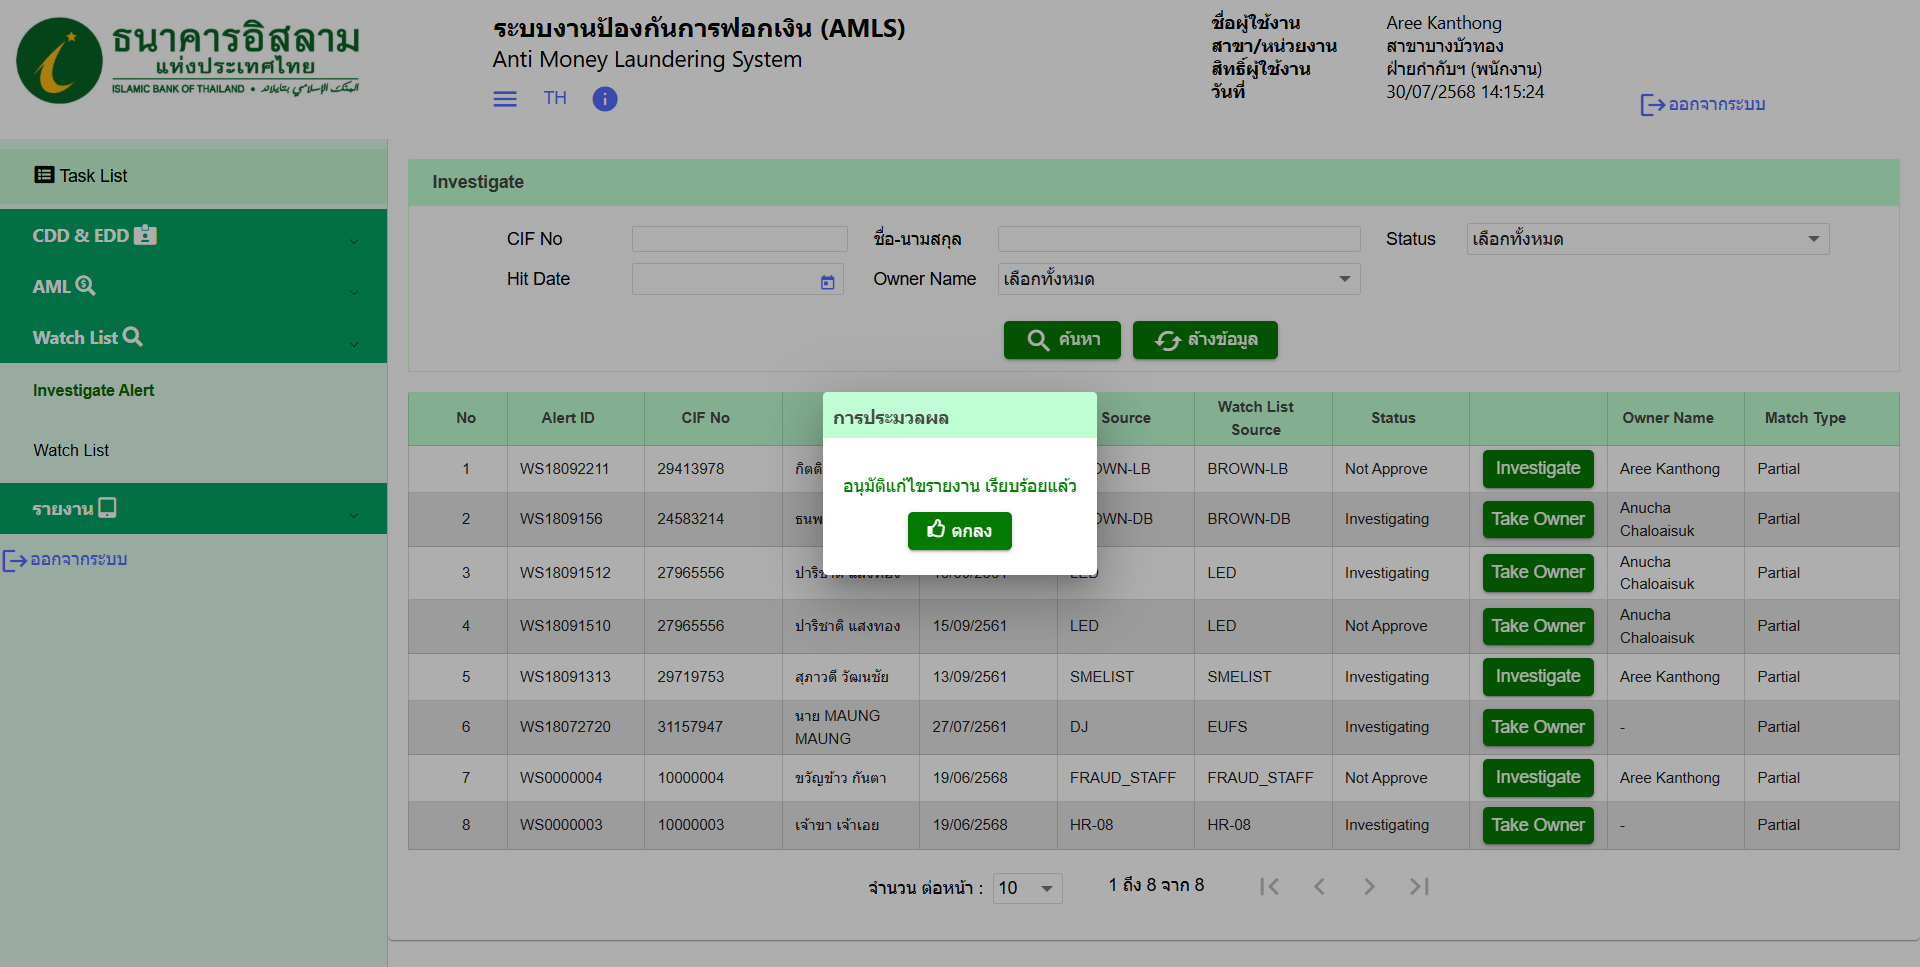 ธนาคารอิสลาม
แห่งประเทศไทย
ISLAMIC BANK OF THAILAND •
ระบบงานป้องกันการฟอกเงิน (AMLS)
Anti Money Laundering System
TH
ชื่อผู้ใช้งาน Aree Kanthong
สาขา/หน่วยงาน สาขาบางบัวทอง
สิทธิ์ผู้ใช้งาน ฝ่ายกำกับฯ (พนักงาน)
วันที่ 30/07/2568 14:15:24
ออกจากระบบ
Task List
CDD & EDD
AML
Watch List
Investigate Alert
Watch List
รายงาน
ออกจากระบบ
Investigate
CIF No ชื่อ-นามสกุล Status เลือกทั้งหมด
Hit Date Owner Name เลือกทั้งหมด
ค้นหา ล้างข้อมูล
No Alert ID CIF No Source Watch List Source Status Owner Name Match Type
1 WS18092211 29413978 BROWN-LB Not Approve Investigate Aree Kanthong Partial
2 WS1809156 24583214 BROWN-DB Investigating Take Owner Anucha Chaloaisuk Partial
3 WS18091512 27965556 ปาริชาติ แสงทอง LED LED Investigating Take Owner Anucha Chaloaisuk Partial
4 WS18091510 27965556 ปาริชาติ แสงทอง 15/09/2561 LED LED Not Approve Take Owner Anucha Chaloaisuk Partial
5 WS18091313 29719753 สุภาวดี วัฒนชัย 13/09/2561 SMELIST SMELIST Investigating Investigate Aree Kanthong Partial
6 WS18072720 31157947 นาย MAUNG MAUNG 27/07/2561 DJ EUFS Investigating Take Owner - Partial
7 WS0000004 10000004 ขวัญข้าว กันตา 19/06/2568 FRAUD_STAFF FRAUD_STAFF Not Approve Investigate Aree Kanthong Partial
8 WS0000003 10000003 เจ้าขา เจ้าเอย 19/06/2568 HR-08 HR-08 Investigating Take Owner - Partial
การประมวลผล
อนุมัติแก้ไขรายงาน เรียบร้อยแล้ว
ตกลง
จำนวน ต่อหน้า : 10 1 ถึง 8 จาก 8